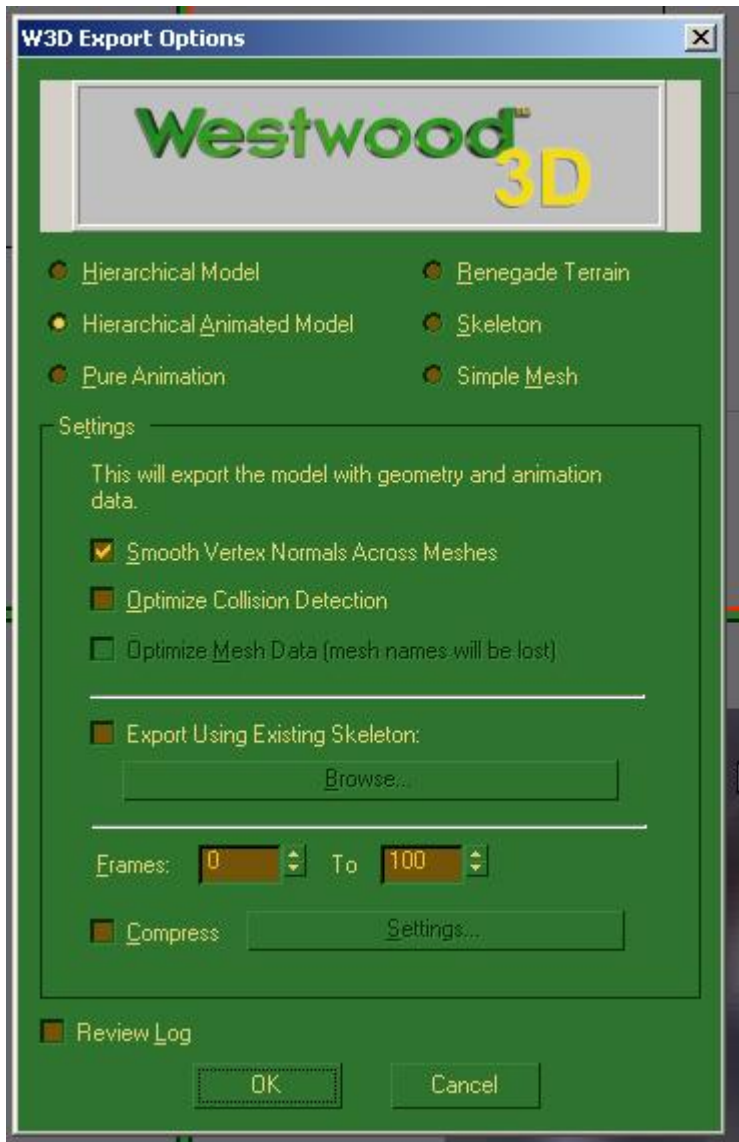 W3D Export Options
Westwood™
3D
Hierarchical Model
Renegade Terrain
Hierarchical Animated Model
Skeleton
Pure Animation
Simple Mesh
Settings
This will export the model with geometry and animation
data.
Smooth Vertex Normals Across Meshes
Optimize Collision Detection
Optimize Mesh Data (mesh names will be lost)
Export Using Existing Skeleton:
Browse...
Frames: 0 To 100
Compress Settings...
Review Log
OK Cancel